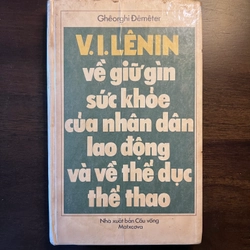 Ghêorghi Đêmêter
V.I.LÊNIN
về giữ gìn
sức khỏe
của nhân dân
lao động
và về thể dục
thể thao
Nhà xuất bản Cầu vồng
Matxcova